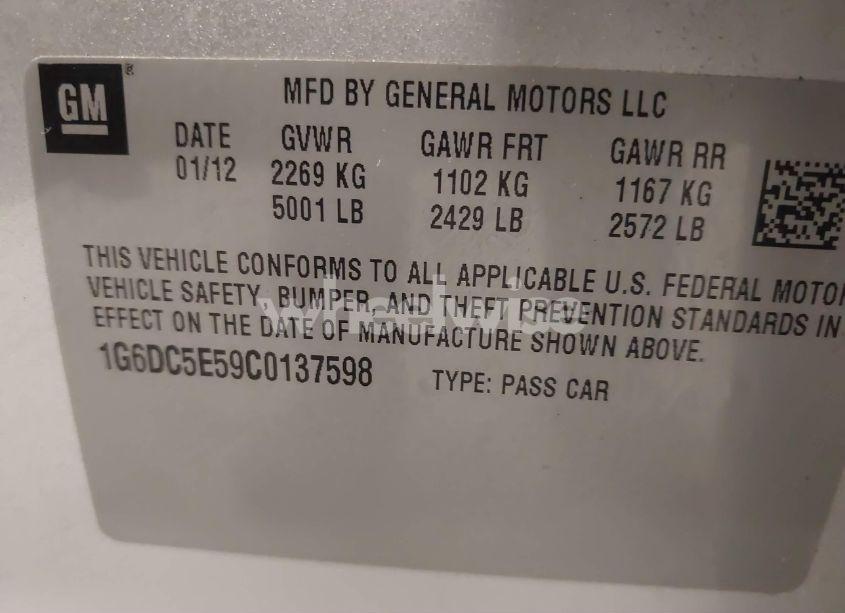 GM
MFD BY GENERAL MOTORS LLC
DATE GVWR GAWR FRT GAWR RR
01/12 2269 KG 1102 KG 1167 KG
5001 LB 2429 LB 2572 LB
THIS VEHICLE CONFORMS TO ALL APPLICABLE U.S. FEDERAL MOTOR
VEHICLE SAFETY, BUMPER, AND THEFT PREVENTION STANDARDS IN
EFFECT ON THE DATE OF MANUFACTURE SHOWN ABOVE.
wheelwise
1G6DC5E59C0137598 TYPE: PASS CAR